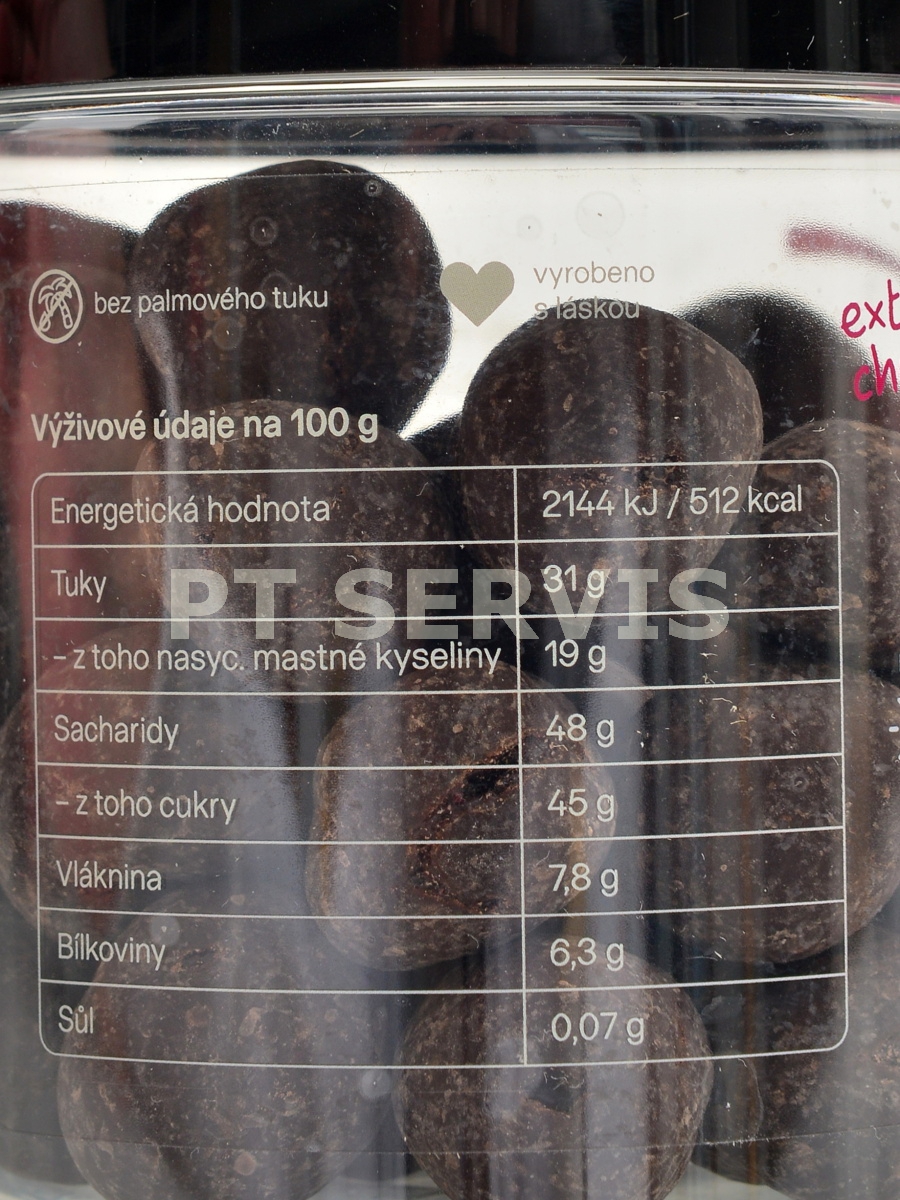 bez palmového tuku
vyrobeno
s láskou
Výživové údaje na 100 g
Energetická hodnota 2144 kJ / 512 kcal
Tuky 31 g
– z toho nasyc. mastné kyseliny 19 g
Sacharidy 48 g
– z toho cukry 45 g
Vláknina 7,8 g
Bílkoviny 6,3 g
Sůl 0,07 g
PT SERVIS